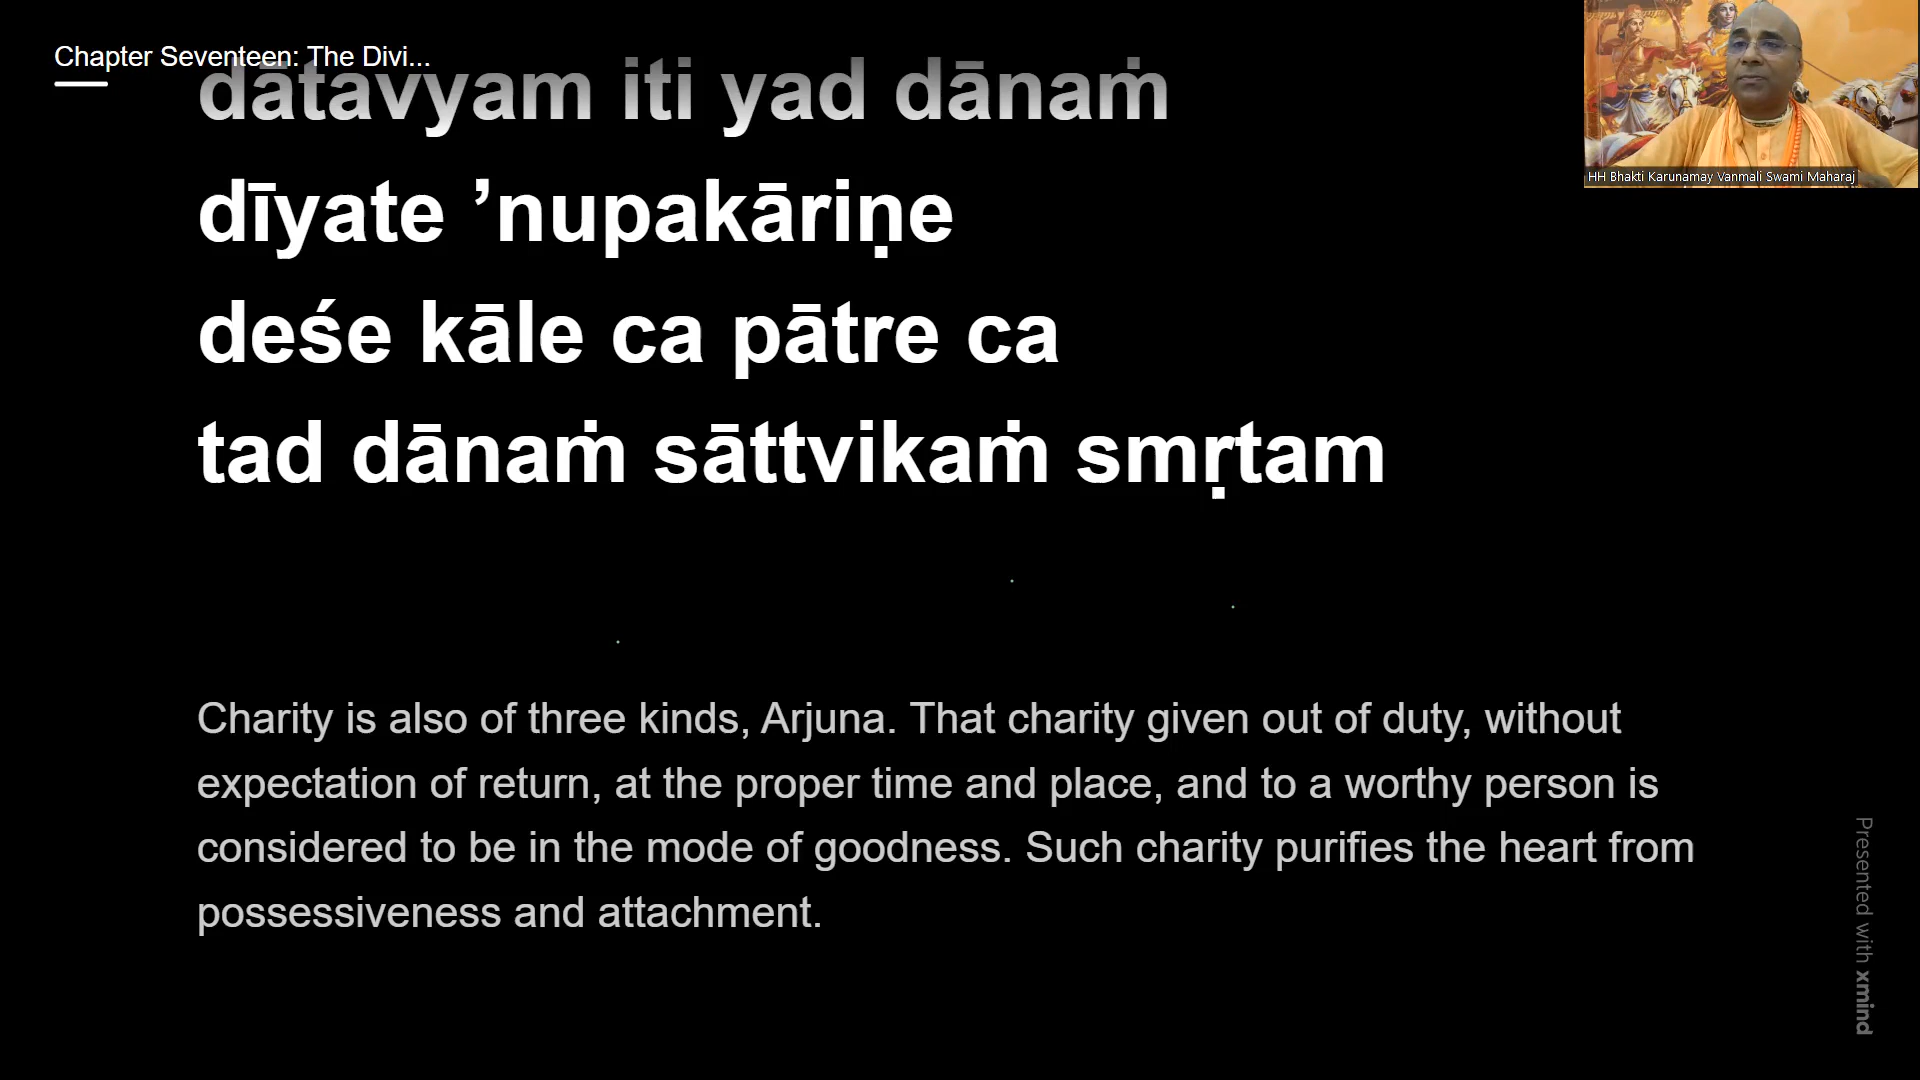 Chapter Seventeen: The Divi...
dātavyam iti yad dānaṁ
dīyate ’nupakāriṇe
deśe kāle ca pātre ca
tad dānaṁ sāttvikaṁ smṛtam
Charity is also of three kinds, Arjuna. That charity given out of duty, without
expectation of return, at the proper time and place, and to a worthy person is
considered to be in the mode of goodness. Such charity purifies the heart from
possessiveness and attachment.
HH Bhakti Karunamay Vanmali Swami Maharaj
Presented with xmind